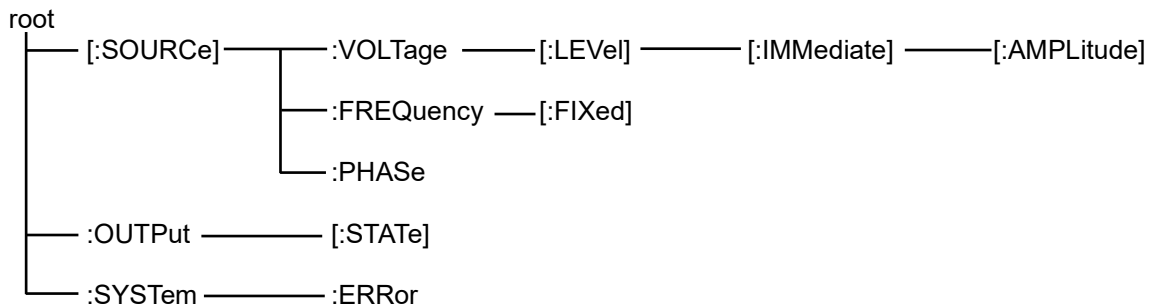 root
[:SOURCe] :VOLTage [:LEVel] [:IMMediate] [:AMPLitude]
:FREQuency [:FIXed]
:PHASe
:OUTPut [:STATe]
:SYSTem :ERRor